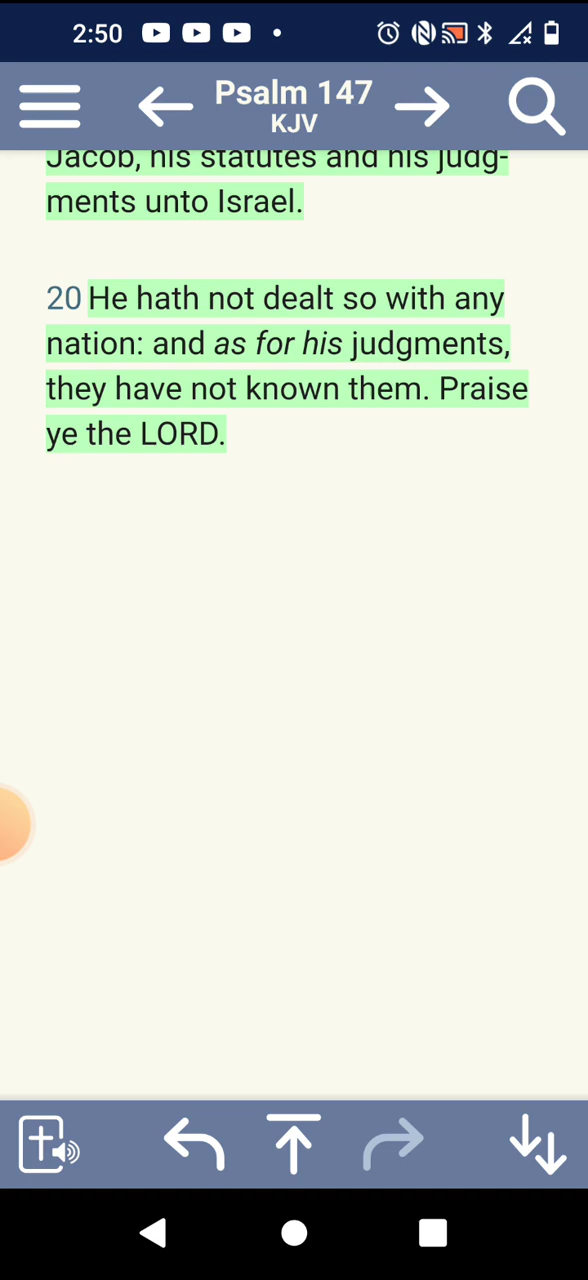 2:50
Psalm 147
KJV
Jacob, his statutes and his judg-
ments unto Israel.
20 He hath not dealt so with any
nation: and as for his judgments,
they have not known them. Praise
ye the LORD.